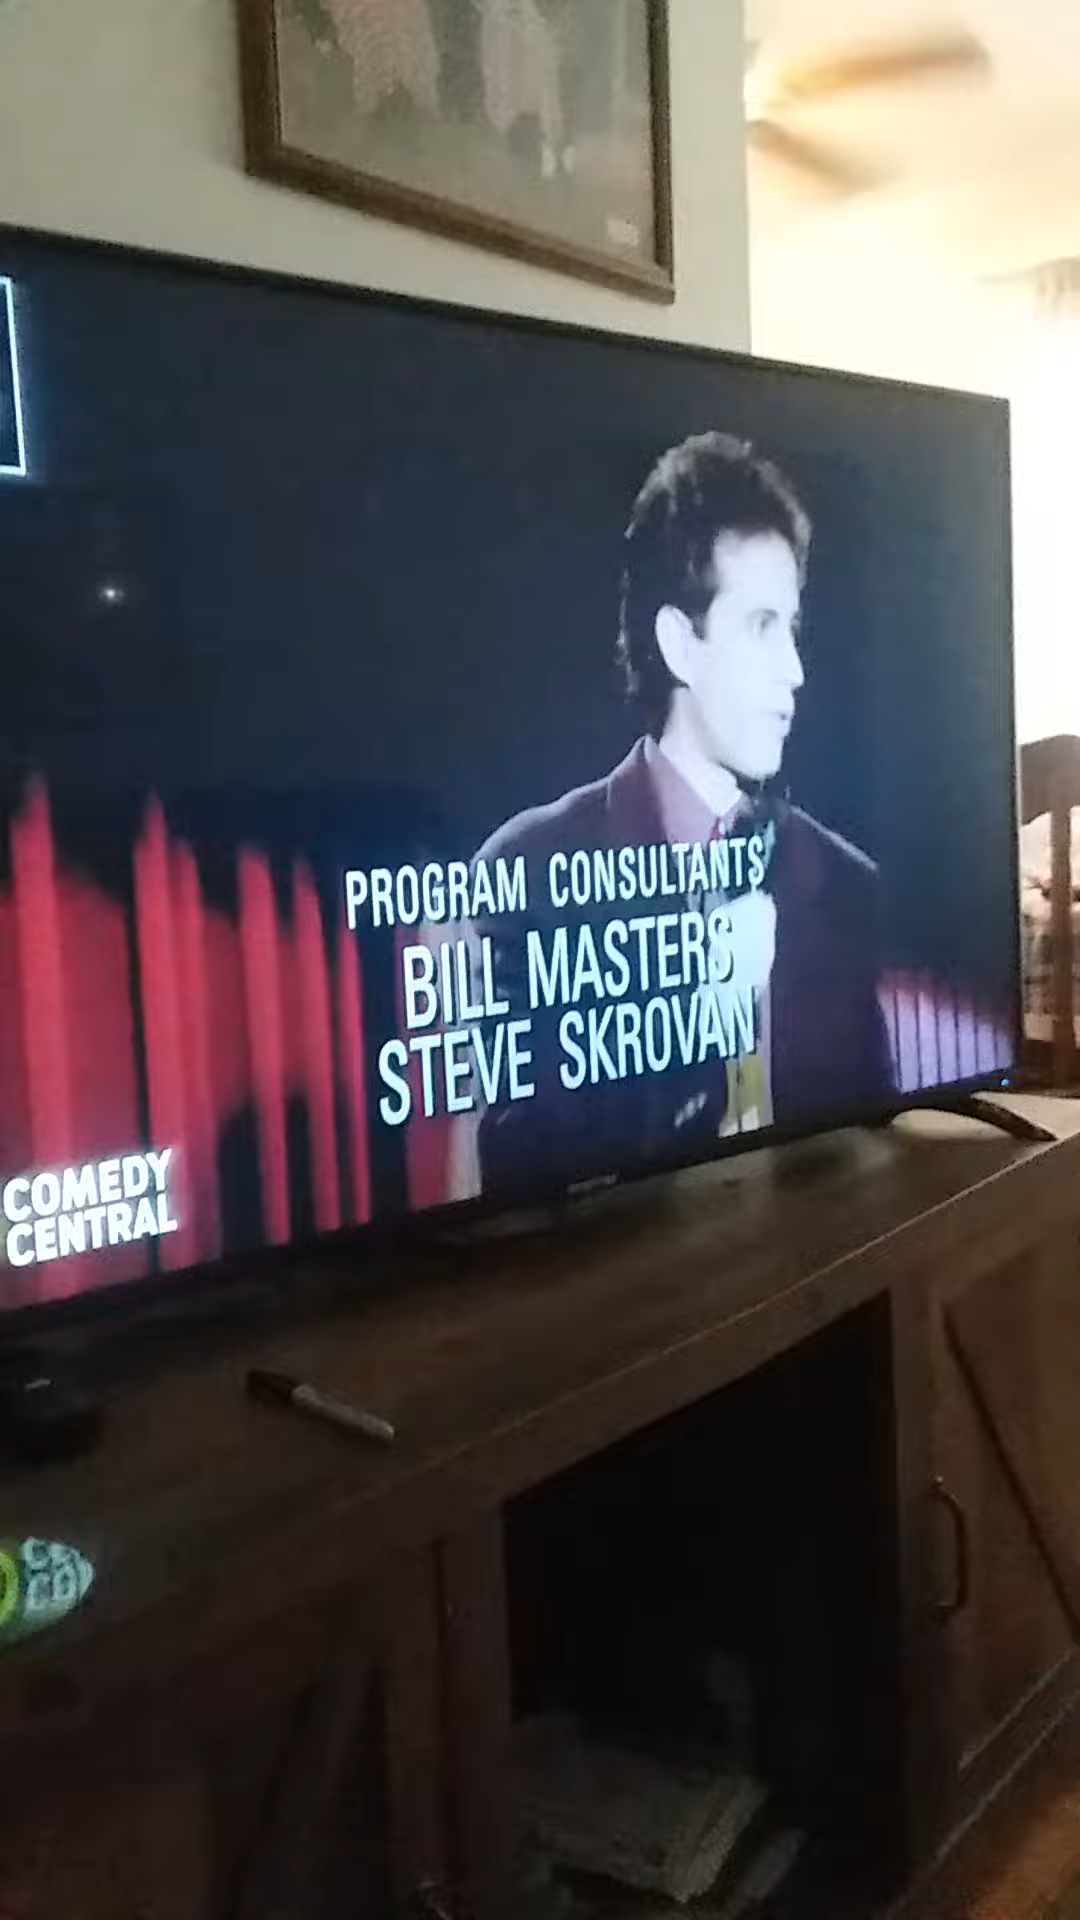 PROGRAM CONSULTANTS
BILL MASTERS
STEVE SKROVAN
COMEDY
CENTRAL